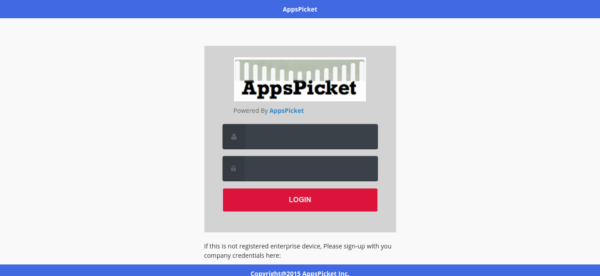 AppsPicket
AppsPicket
Powered By AppsPicket
LOGIN
If this is not registered enterprise device, Please sign-up with you
company credentials here:
Copyright@2015 AppsPicket Inc.